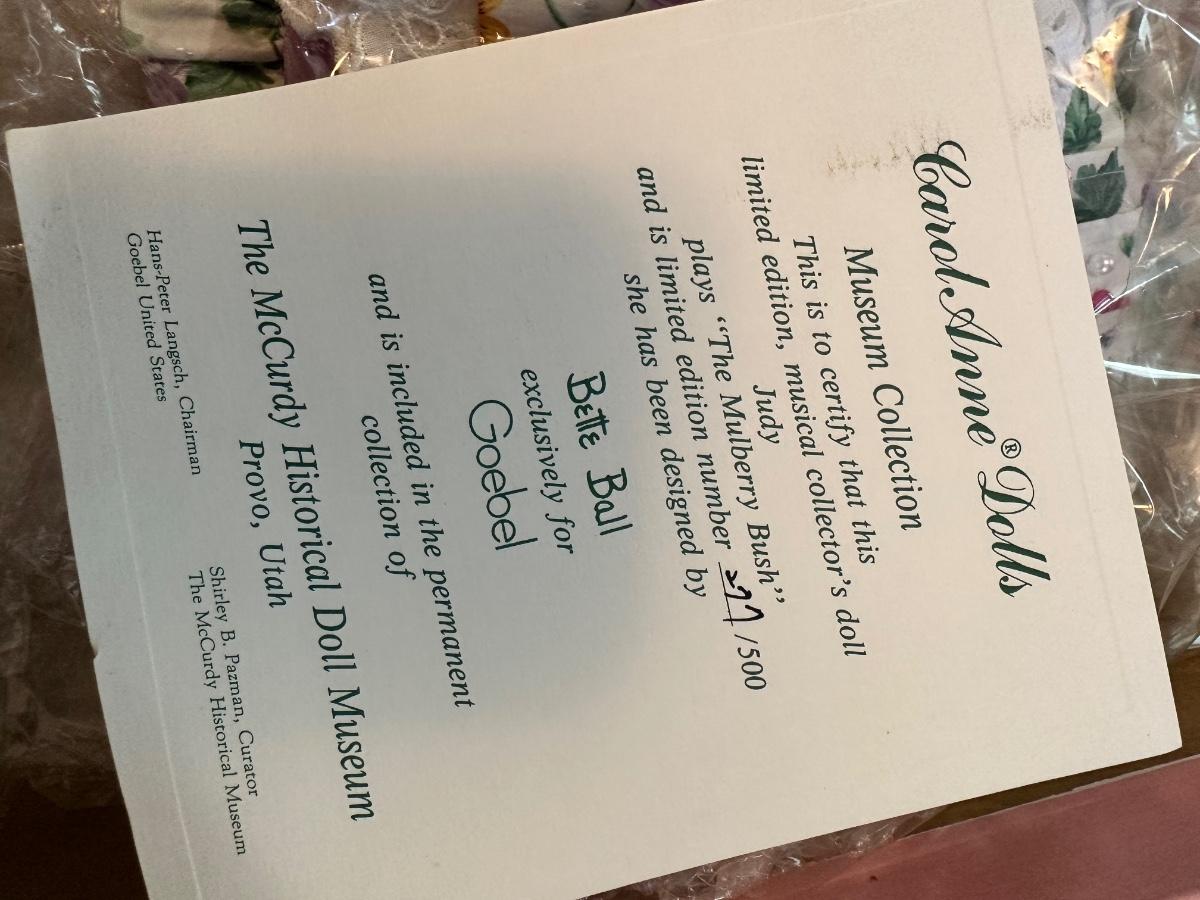 Carol Anne® Dolls
Museum Collection
This is to certify that this
limited edition, musical collector's doll
Judy
plays “The Mulberry Bush”
and is limited edition number 277/500
she has been designed by
Bette Ball
exclusively for
Goebel
and is included in the permanent
collection of
The McCurdy Historical Doll Museum
Provo, Utah
Hans-Peter Langsch, Chairman
Goebel United States
Shirley B. Pazman, Curator
The McCurdy Historical Museum